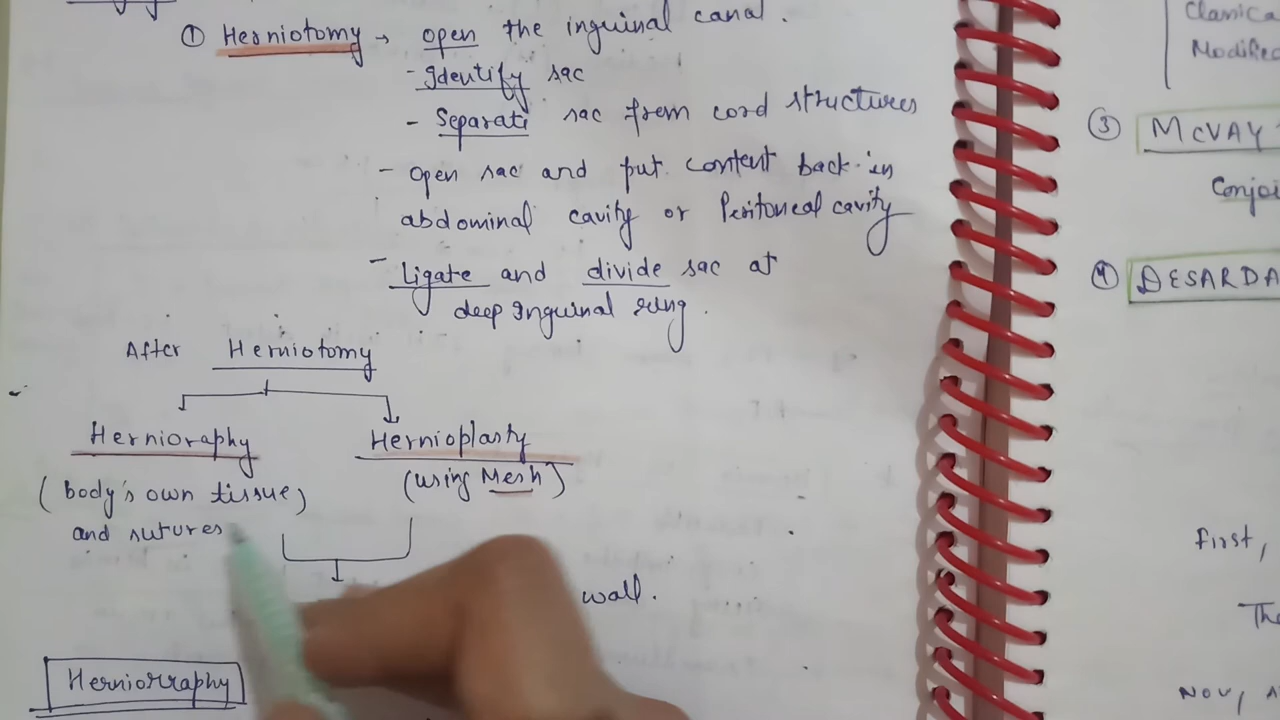 ① Herniotomy → open the inguinal canal.
- Identify sac
- Separate sac from cord structures
- open sac and put content back in
abdominal cavity or Peritoneal cavity
- Ligate and divide sac at
deep Inguinal ring.
After Herniotomy
Hernioraphy
(body's own tissue)
and sutures
Hernioplasty
(using Mesh)
wall.
Herniorraphy
Classica
Modified
③ McVAY
Conjoi
④ DESARDA
First,
The
Nov,